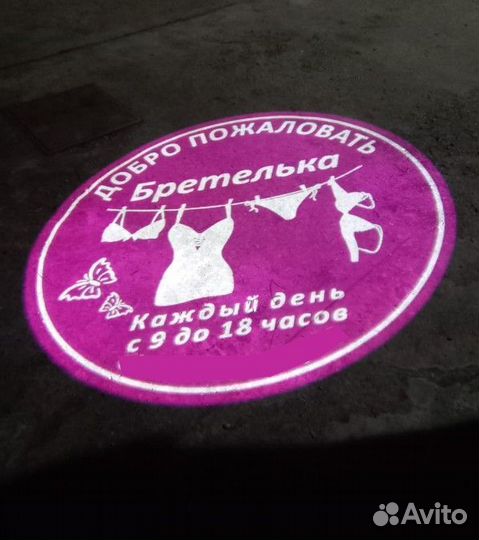 ДОБРО ПОЖАЛОВАТЬ
Бретелька
Каждый день
с 9 до 18 часов
Avito